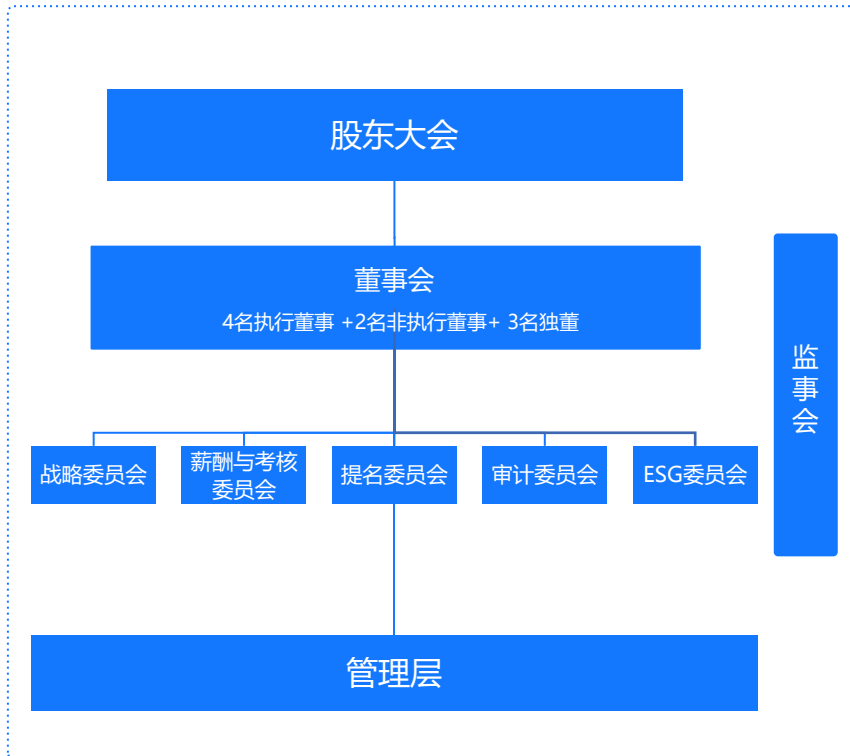 股东大会
董事会
4名执行董事 +2名非执行董事+ 3名独董
监事会
战略委员会
薪酬与考核
委员会
提名委员会
审计委员会
ESG委员会
管理层